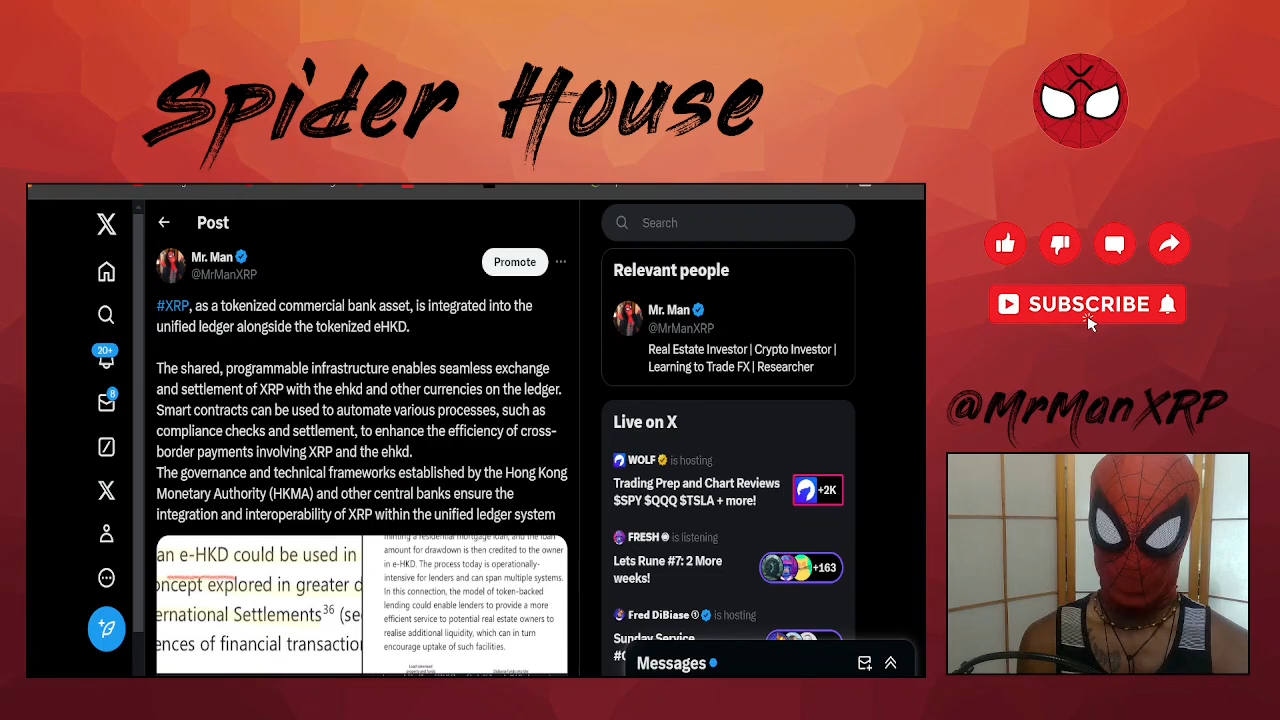 Spider House
Post
Search
Mr. Man
@MrManXRP
Promote
#XRP, as a tokenized commercial bank asset, is integrated into the
unified ledger alongside the tokenized eHKD.
The shared, programmable infrastructure enables seamless exchange
and settlement of XRP with the ehkd and other currencies on the ledger.
Smart contracts can be used to automate various processes, such as
compliance checks and settlement, to enhance the efficiency of cross-
border payments involving XRP and the ehkd.
The governance and technical frameworks established by the Hong Kong
Monetary Authority (HKMA) and other central banks ensure the
integration and interoperability of XRP within the unified ledger system
an e-HKD could be used in
oncept explored in greater d
ernational Settlements36 (see
ences of financial transaction
minting a residential mortgage loan, and the loan
amount for drawdown is then credited to the owner
in e-HKD. The process today is operationally-
intensive for lenders and can span multiple systems.
In this connection, the model of token-backed
lending could enable lenders to provide a more
efficient service to potential real estate owners to
realise additional liquidity, which can in turn
encourage uptake of such facilities.
20+
8
Relevant people
Mr. Man
@MrManXRP
Real Estate Investor | Crypto Investor |
Learning to Trade FX | Researcher
Live on X
WOLF is hosting
Trading Prep and Chart Reviews
$SPY $QQQ $TSLA + more!
+2K
FRESH is listening
Lets Rune #7: 2 More
weeks!
+163
Fred DiBiase is hosting
Sunday Service
Messages
SUBSCRIBE
@MrManXRP